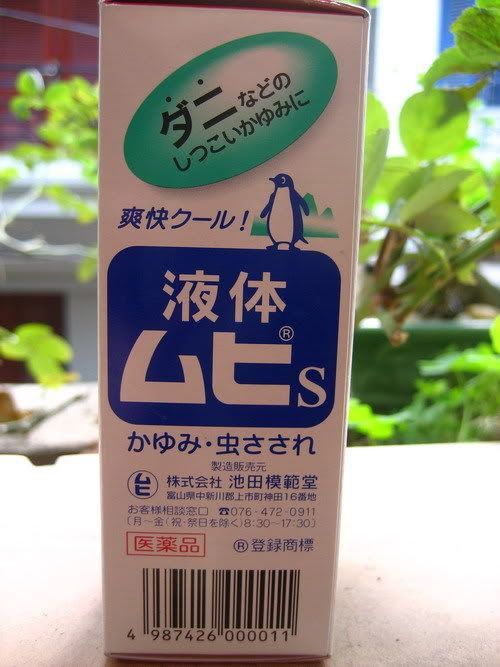 ダニなどの
しつこいかゆみに
爽快クール！
液体
ムヒ®S
かゆみ・虫さされ
製造販売元
ムヒ 株式会社 池田模範堂
富山県中新川郡上市町神田16番地
お客様相談窓口 ☎076-472-0911
［月〜金（祝・祭日を除く）8:30〜17:30］
医薬品 ®登録商標
4 987426 000011